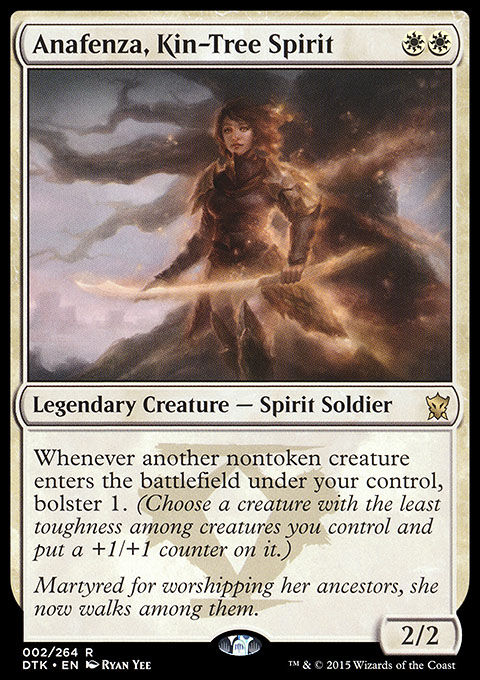 Anafenza, Kin-Tree Spirit
Legendary Creature — Spirit Soldier
Whenever another nontoken creature
enters the battlefield under your control,
bolster 1. (Choose a creature with the least
toughness among creatures you control and
put a +1/+1 counter on it.)
Martyred for worshipping her ancestors, she
now walks among them.
2/2
002/264 R
DTK • EN Ryan Yee
™ & © 2015 Wizards of the Coast